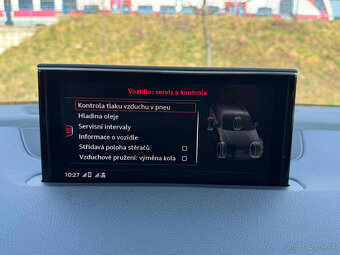 Vozidlo: servis a kontrola
Kontrola tlaku vzduchu v pneu
Hladina oleje
Servisní intervaly
Informace o vozidle
Střídavá poloha stěračů
Vzduchové pružení: výměna kola
10:27